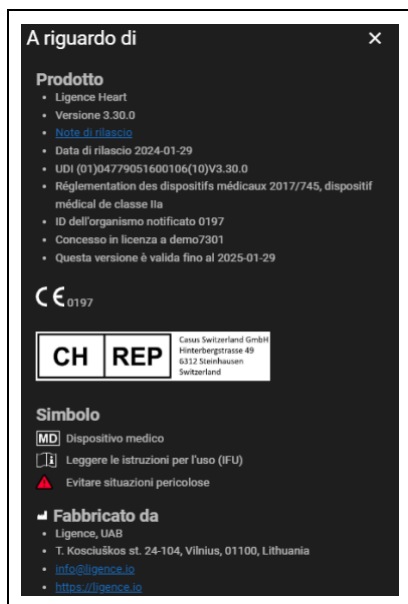 A riguardo di
Prodotto
Ligence Heart
Versione 3.30.0
Note di rilascio
Data di rilascio 2024-01-29
UDI (01)04779051600106(10)V3.30.0
Réglementation des dispositifs médicaux 2017/745, dispositif
médical de classe IIa
ID dell'organismo notificato 0197
Concesso in licenza a demo7301
Questa versione è valida fino al 2025-01-29
CE 0197
CH REP
Casus Switzerland GmbH
Hinterbergstrasse 49
6312 Steinhausen
Switzerland
Simbolo
MD Dispositivo medico
Leggere le istruzioni per l'uso (IFU)
Evitare situazioni pericolose
Fabbricato da
Ligence, UAB
T. Kosciuškos st. 24-104, Vilnius, 01100, Lithuania
info@ligence.io
https://ligence.io